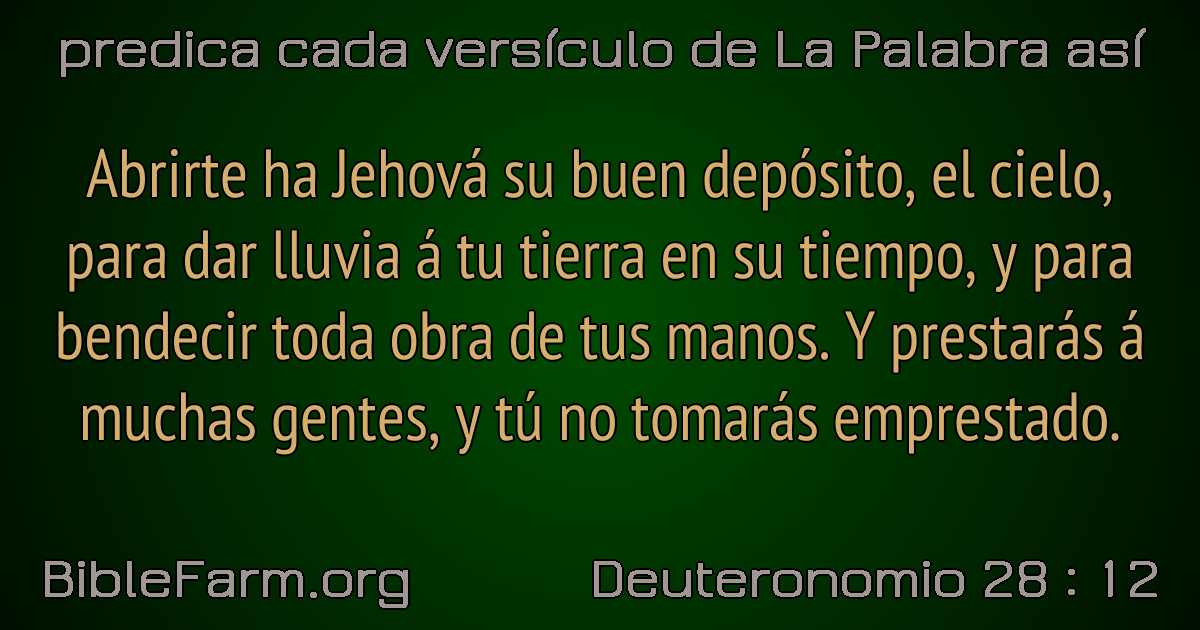 predica cada versículo de La Palabra así
Abrirte ha Jehová su buen depósito, el cielo,
para dar lluvia á tu tierra en su tiempo, y para
bendecir toda obra de tus manos. Y prestarás á
muchas gentes, y tú no tomarás emprestado.
BibleFarm.org
Deuteronomio 28 : 12